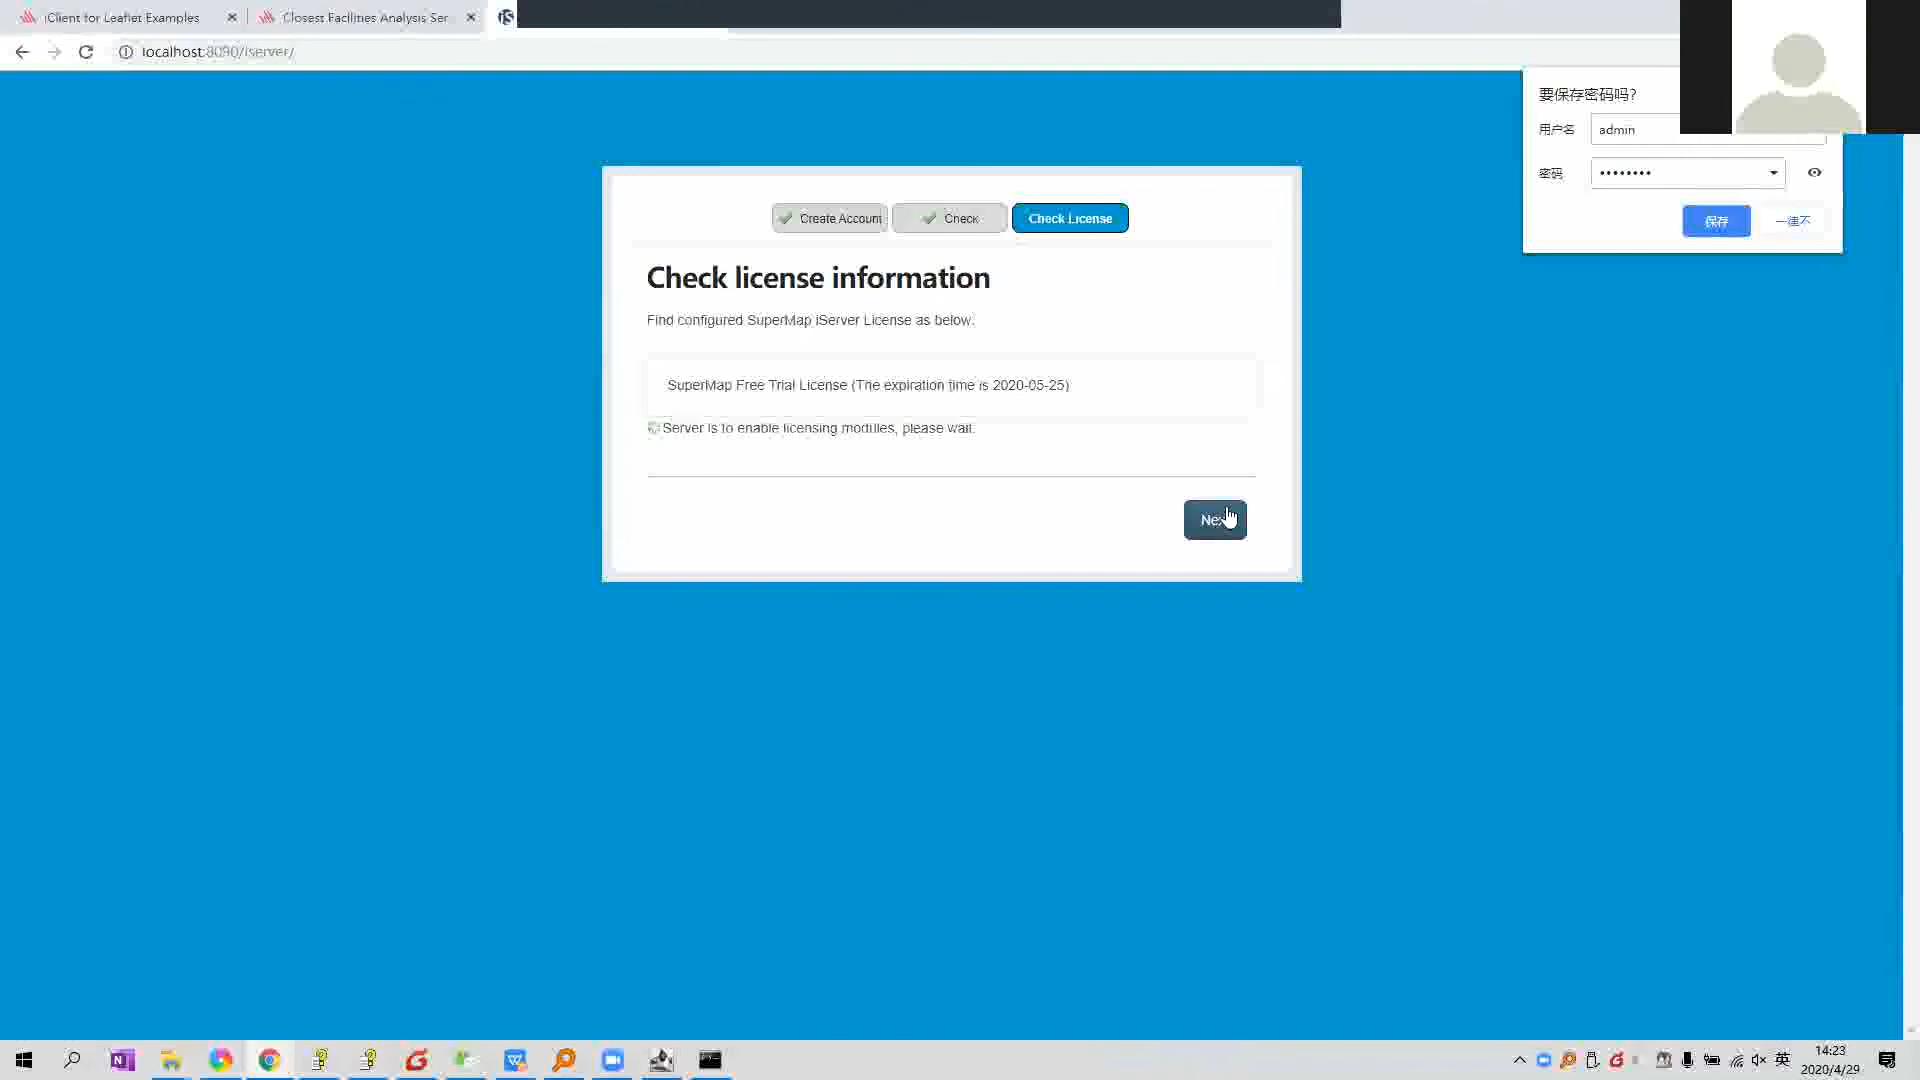 iClient for Leaflet Examples
Closest Facilities Analysis Ser
localhost:8090/iserver/
要保存密码吗?
用户名 admin
密码 ••••••••
保存 一律不
Create Account Check Check License
Check license information
Find configured SuperMap iServer License as below:
SuperMap Free Trial License (The expiration time is 2020-05-25)
Server is to enable licensing modules, please wait.
英
14:23
2020/4/29